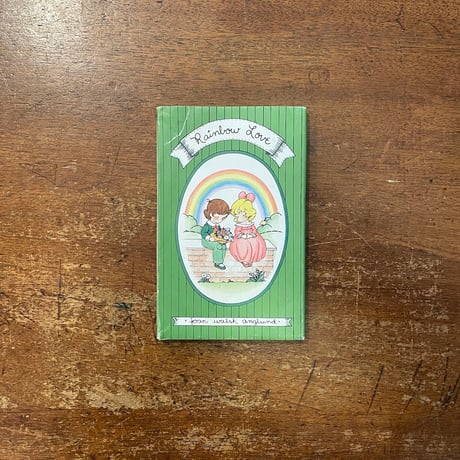 Rainbow Love
· joan walsh anglund ·